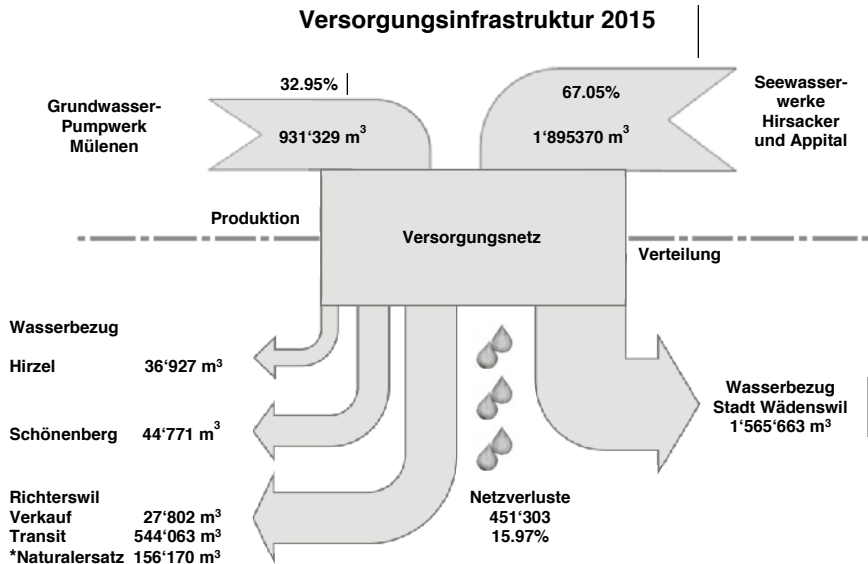 Versorgungsinfrastruktur 2015
32.95%
67.05%
Grundwasser-
Pumpwerk
Mülenen
931‘329 m³
1‘895370 m³
Seewasser-
werke
Hirsacker
und Appital
Produktion
Versorgungsnetz
Verteilung
Wasserbezug
Hirzel 36‘927 m³
Schönenberg 44‘771 m³
Richterswil
Verkauf 27‘802 m³
Transit 544‘063 m³
*Naturalersatz 156‘170 m³
Netzverluste
451‘303
15.97%
Wasserbezug
Stadt Wädenswil
1‘565‘663 m³